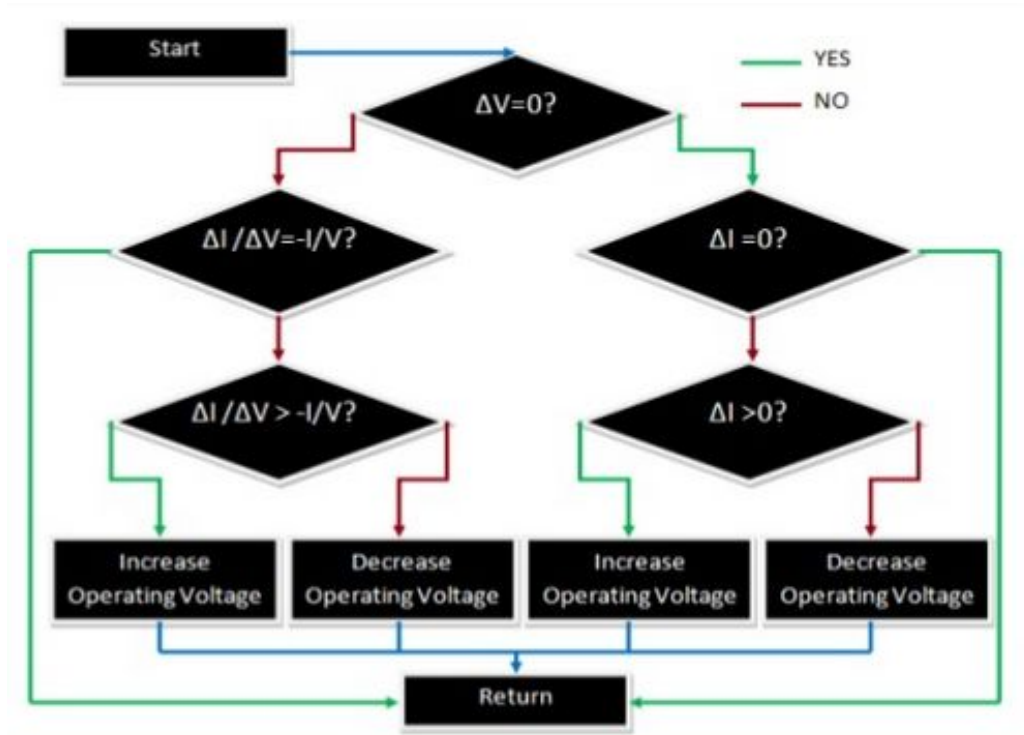 Start
YES
NO
ΔV=0?
ΔI /ΔV=-I/V?
ΔI =0?
ΔI /ΔV > -I/V?
ΔI >0?
Increase
Operating Voltage
Decrease
Operating Voltage
Increase
Operating Voltage
Decrease
Operating Voltage
Return